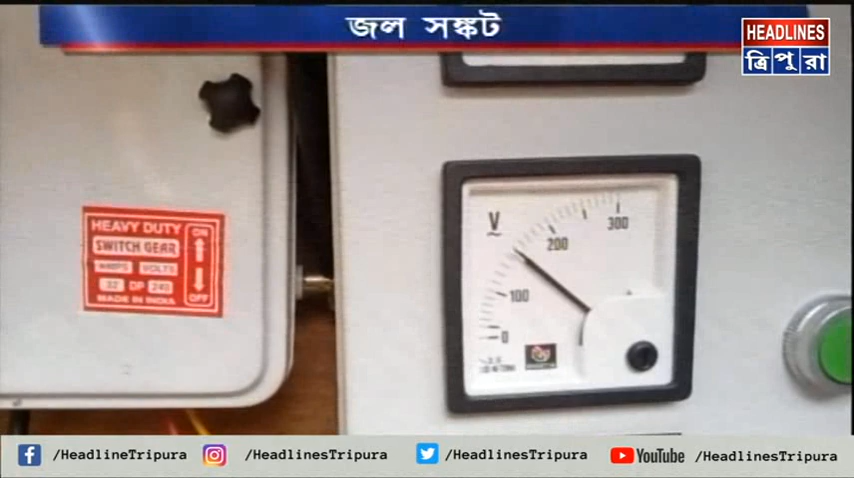 জল সঙ্কট
HEADLINES
ত্রিপুরা
HEAVY DUTY
SWITCH GEAR
AMPS VOLTS
32 DP 240
MADE IN INDIA
ON
OFF
V
0
100
200
300
/HeadlineTripura
/HeadlinesTripura
/HeadlinesTripura
YouTube /HeadlinesTripura